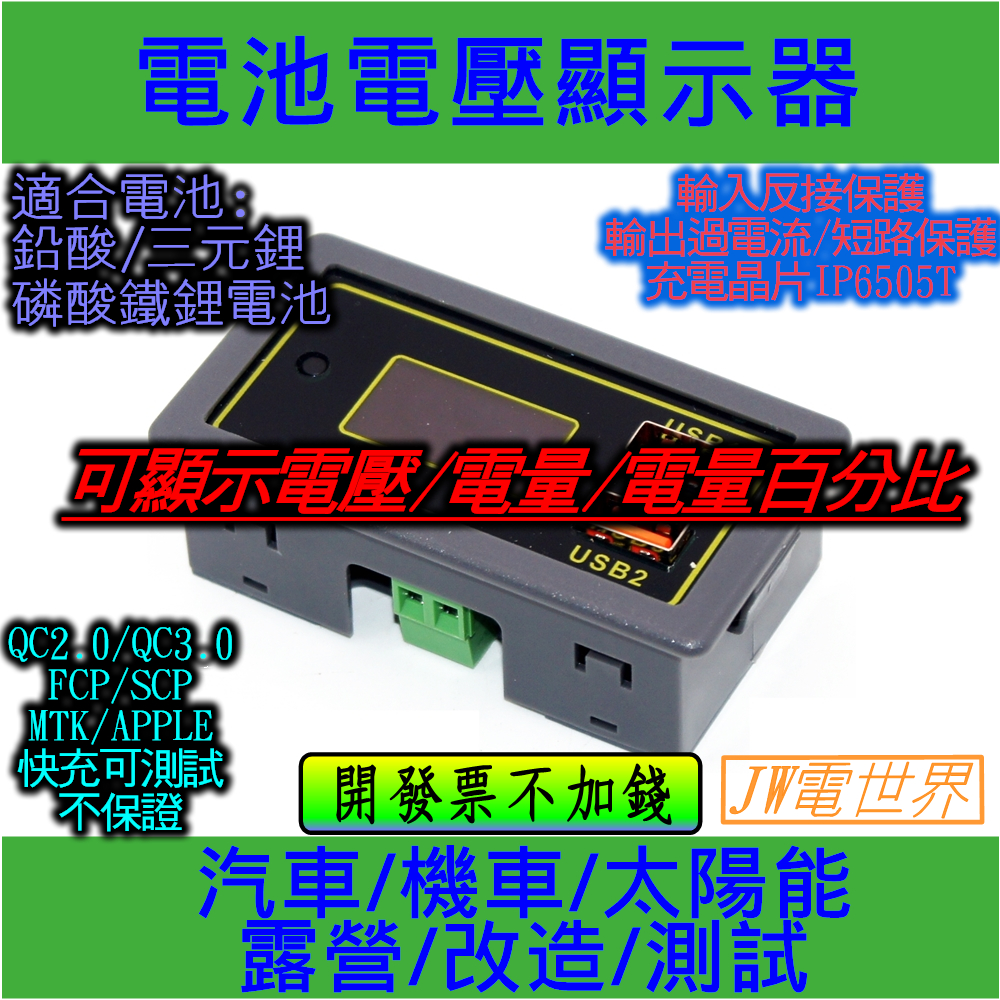 電池電壓顯示器
適合電池:
鉛酸/三元鋰
磷酸鐵鋰電池
輸入反接保護
輸出過電流/短路保護
充電晶片IP6505T
可顯示電壓/電量/電量百分比
USB2
QC2.0/QC3.0
FCP/SCP
MTK/APPLE
快充可測試
不保證
開發票不加錢
JW電世界
汽車/機車/太陽能
露營/改造/測試